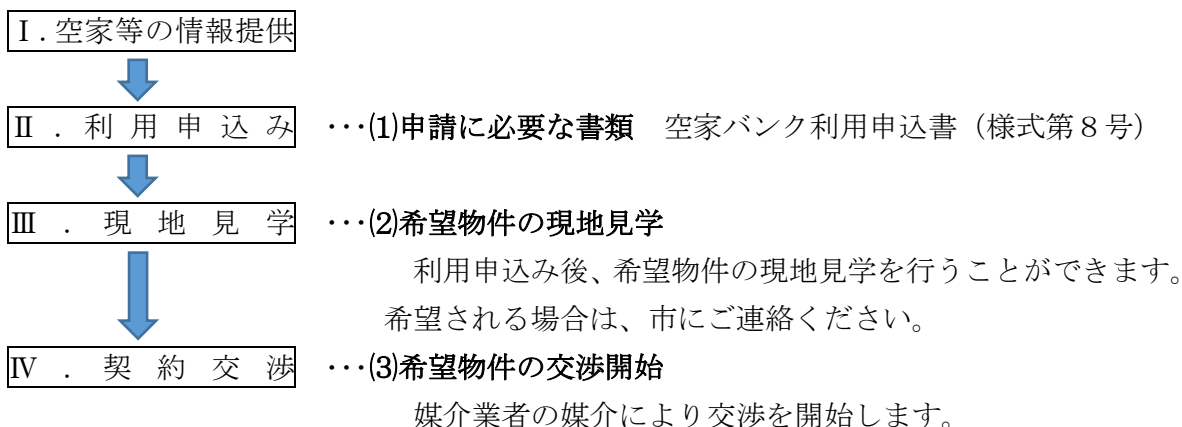 Ⅰ.空家等の情報提供
Ⅱ.利用申込み ･･･⑴申請に必要な書類 空家バンク利用申込書（様式第８号）
Ⅲ.現地見学 ･･･⑵希望物件の現地見学
利用申込み後、希望物件の現地見学を行うことができます。
希望される場合は、市にご連絡ください。
Ⅳ.契約交渉 ･･･⑶希望物件の交渉開始
媒介業者の媒介により交渉を開始します。